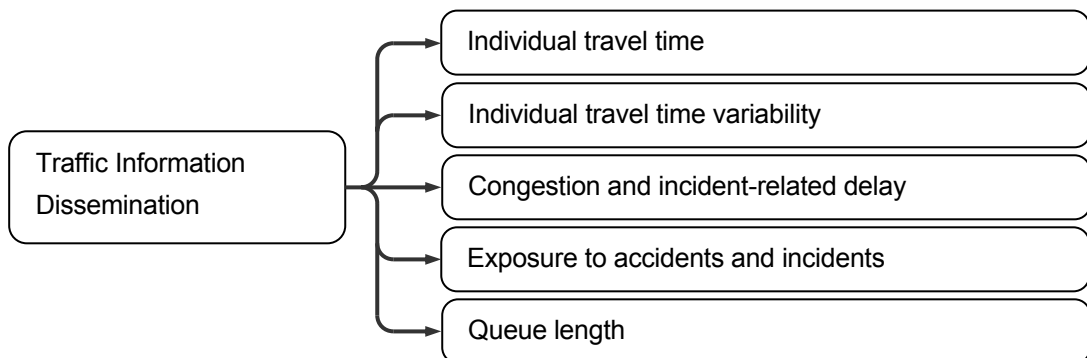 Traffic Information
Dissemination
Individual travel time
Individual travel time variability
Congestion and incident-related delay
Exposure to accidents and incidents
Queue length